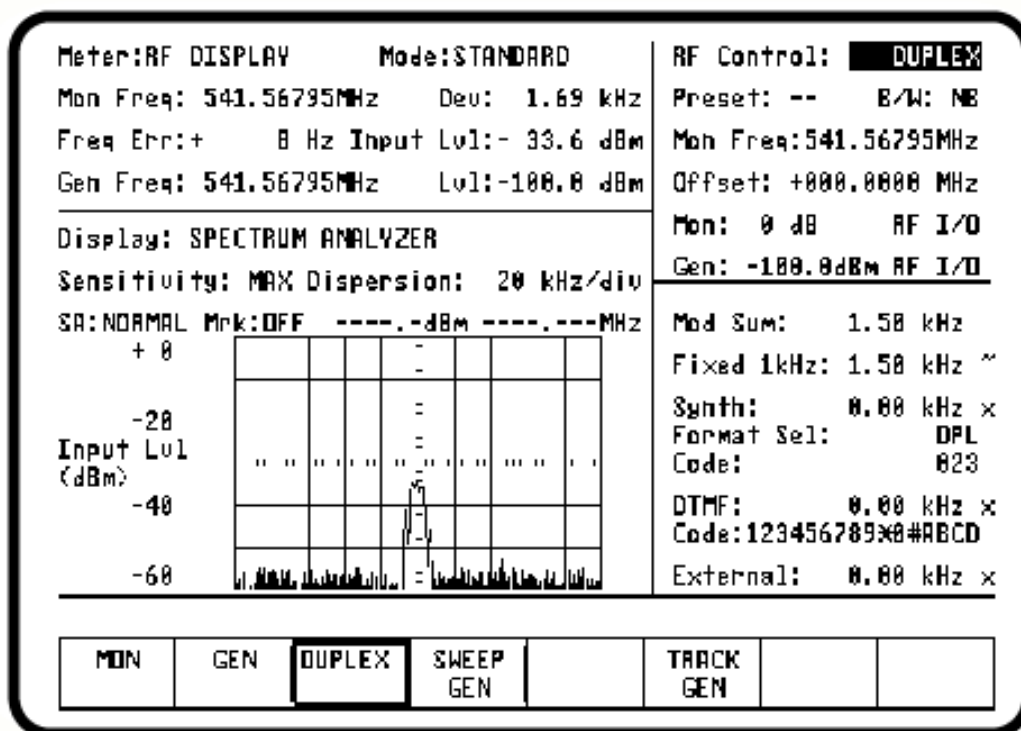 Meter:RF DISPLAY Mode:STANDARD
Mon Freq: 541.56795MHz Dev: 1.69 kHz
Freq Err:+ 8 Hz Input Lvl:- 33.6 dBm
Gen Freq: 541.56795MHz Lvl:-100.0 dBm
Display: SPECTRUM ANALYZER
Sensitivity: MAX Dispersion: 20 kHz/div
SA:NORMAL Mrk:OFF ----.-dBm ----.---MHz
+ 0
-20
Input Lvl
(dBm)
-40
-60
RF Control: DUPLEX
Preset: -- B/W: NB
Mon Freq:541.56795MHz
Offset: +000.0000 MHz
Mon: 0 dB RF I/O
Gen: -100.0dBm RF I/O
Mod Sum: 1.50 kHz
Fixed 1kHz: 1.50 kHz ~
Synth: 0.00 kHz x
Format Sel: DPL
Code: 023
DTMF: 0.00 kHz x
Code:123456789*0#ABCD
External: 0.00 kHz x
MON GEN DUPLEX SWEEP GEN TRACK GEN